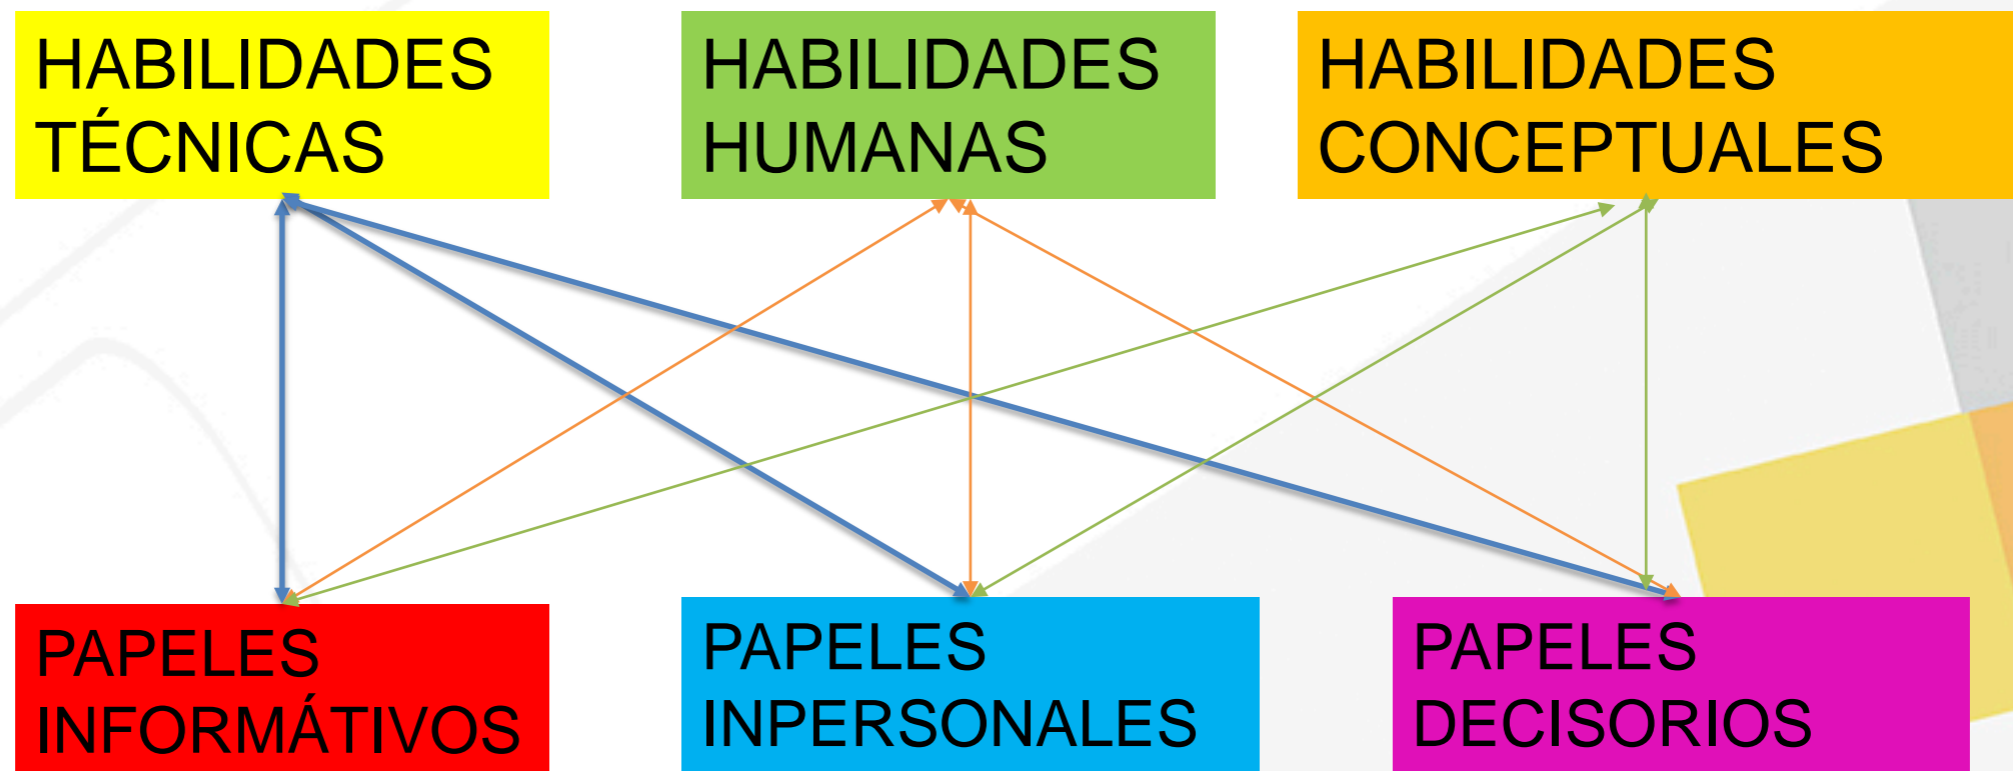 HABILIDADES
TÉCNICAS
HABILIDADES
HUMANAS
HABILIDADES
CONCEPTUALES
PAPELES
INFORMÁTIVOS
PAPELES
INPERSONALES
PAPELES
DECISORIOS